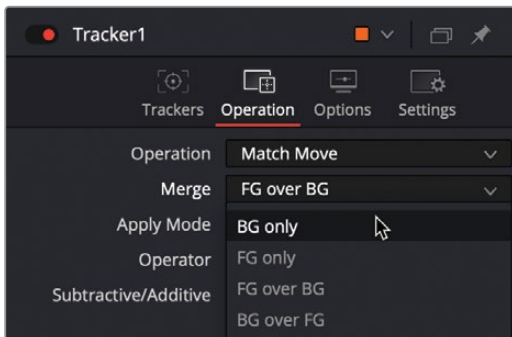 Tracker1
Trackers Operation Options Settings
Operation Match Move
Merge FG over BG
Apply Mode BG only
Operator FG only
Subtractive/Additive FG over BG
BG over FG